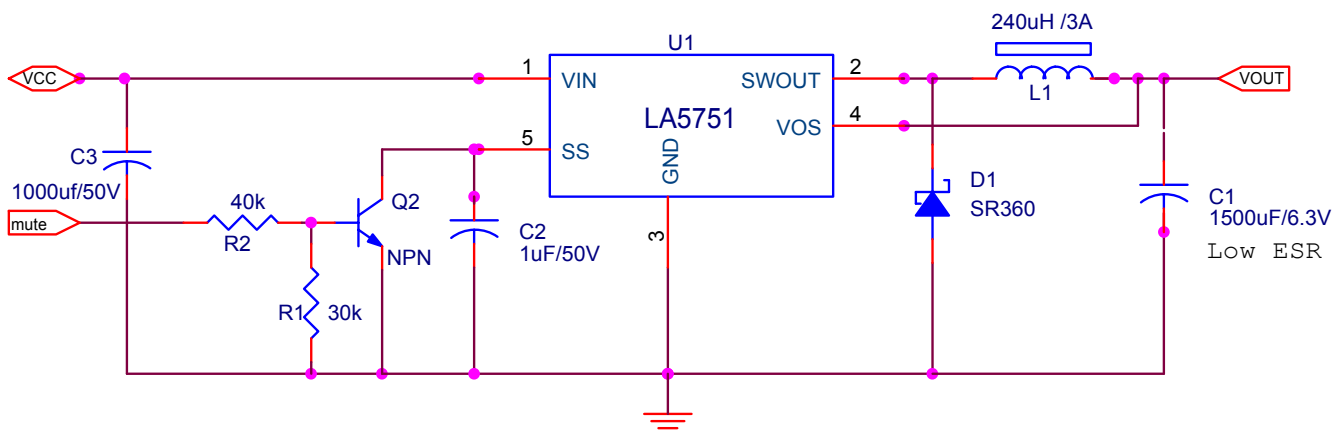 240uH /3A
U1
VCC
1
VIN
SWOUT
2
L1
VOUT
LA5751
VOS
4
C3
1000uf/50V
5
SS
GND
3
D1
SR360
C1
1500uF/6.3V
Low ESR
mute
40k
R2
Q2
NPN
C2
1uF/50V
R1
30k